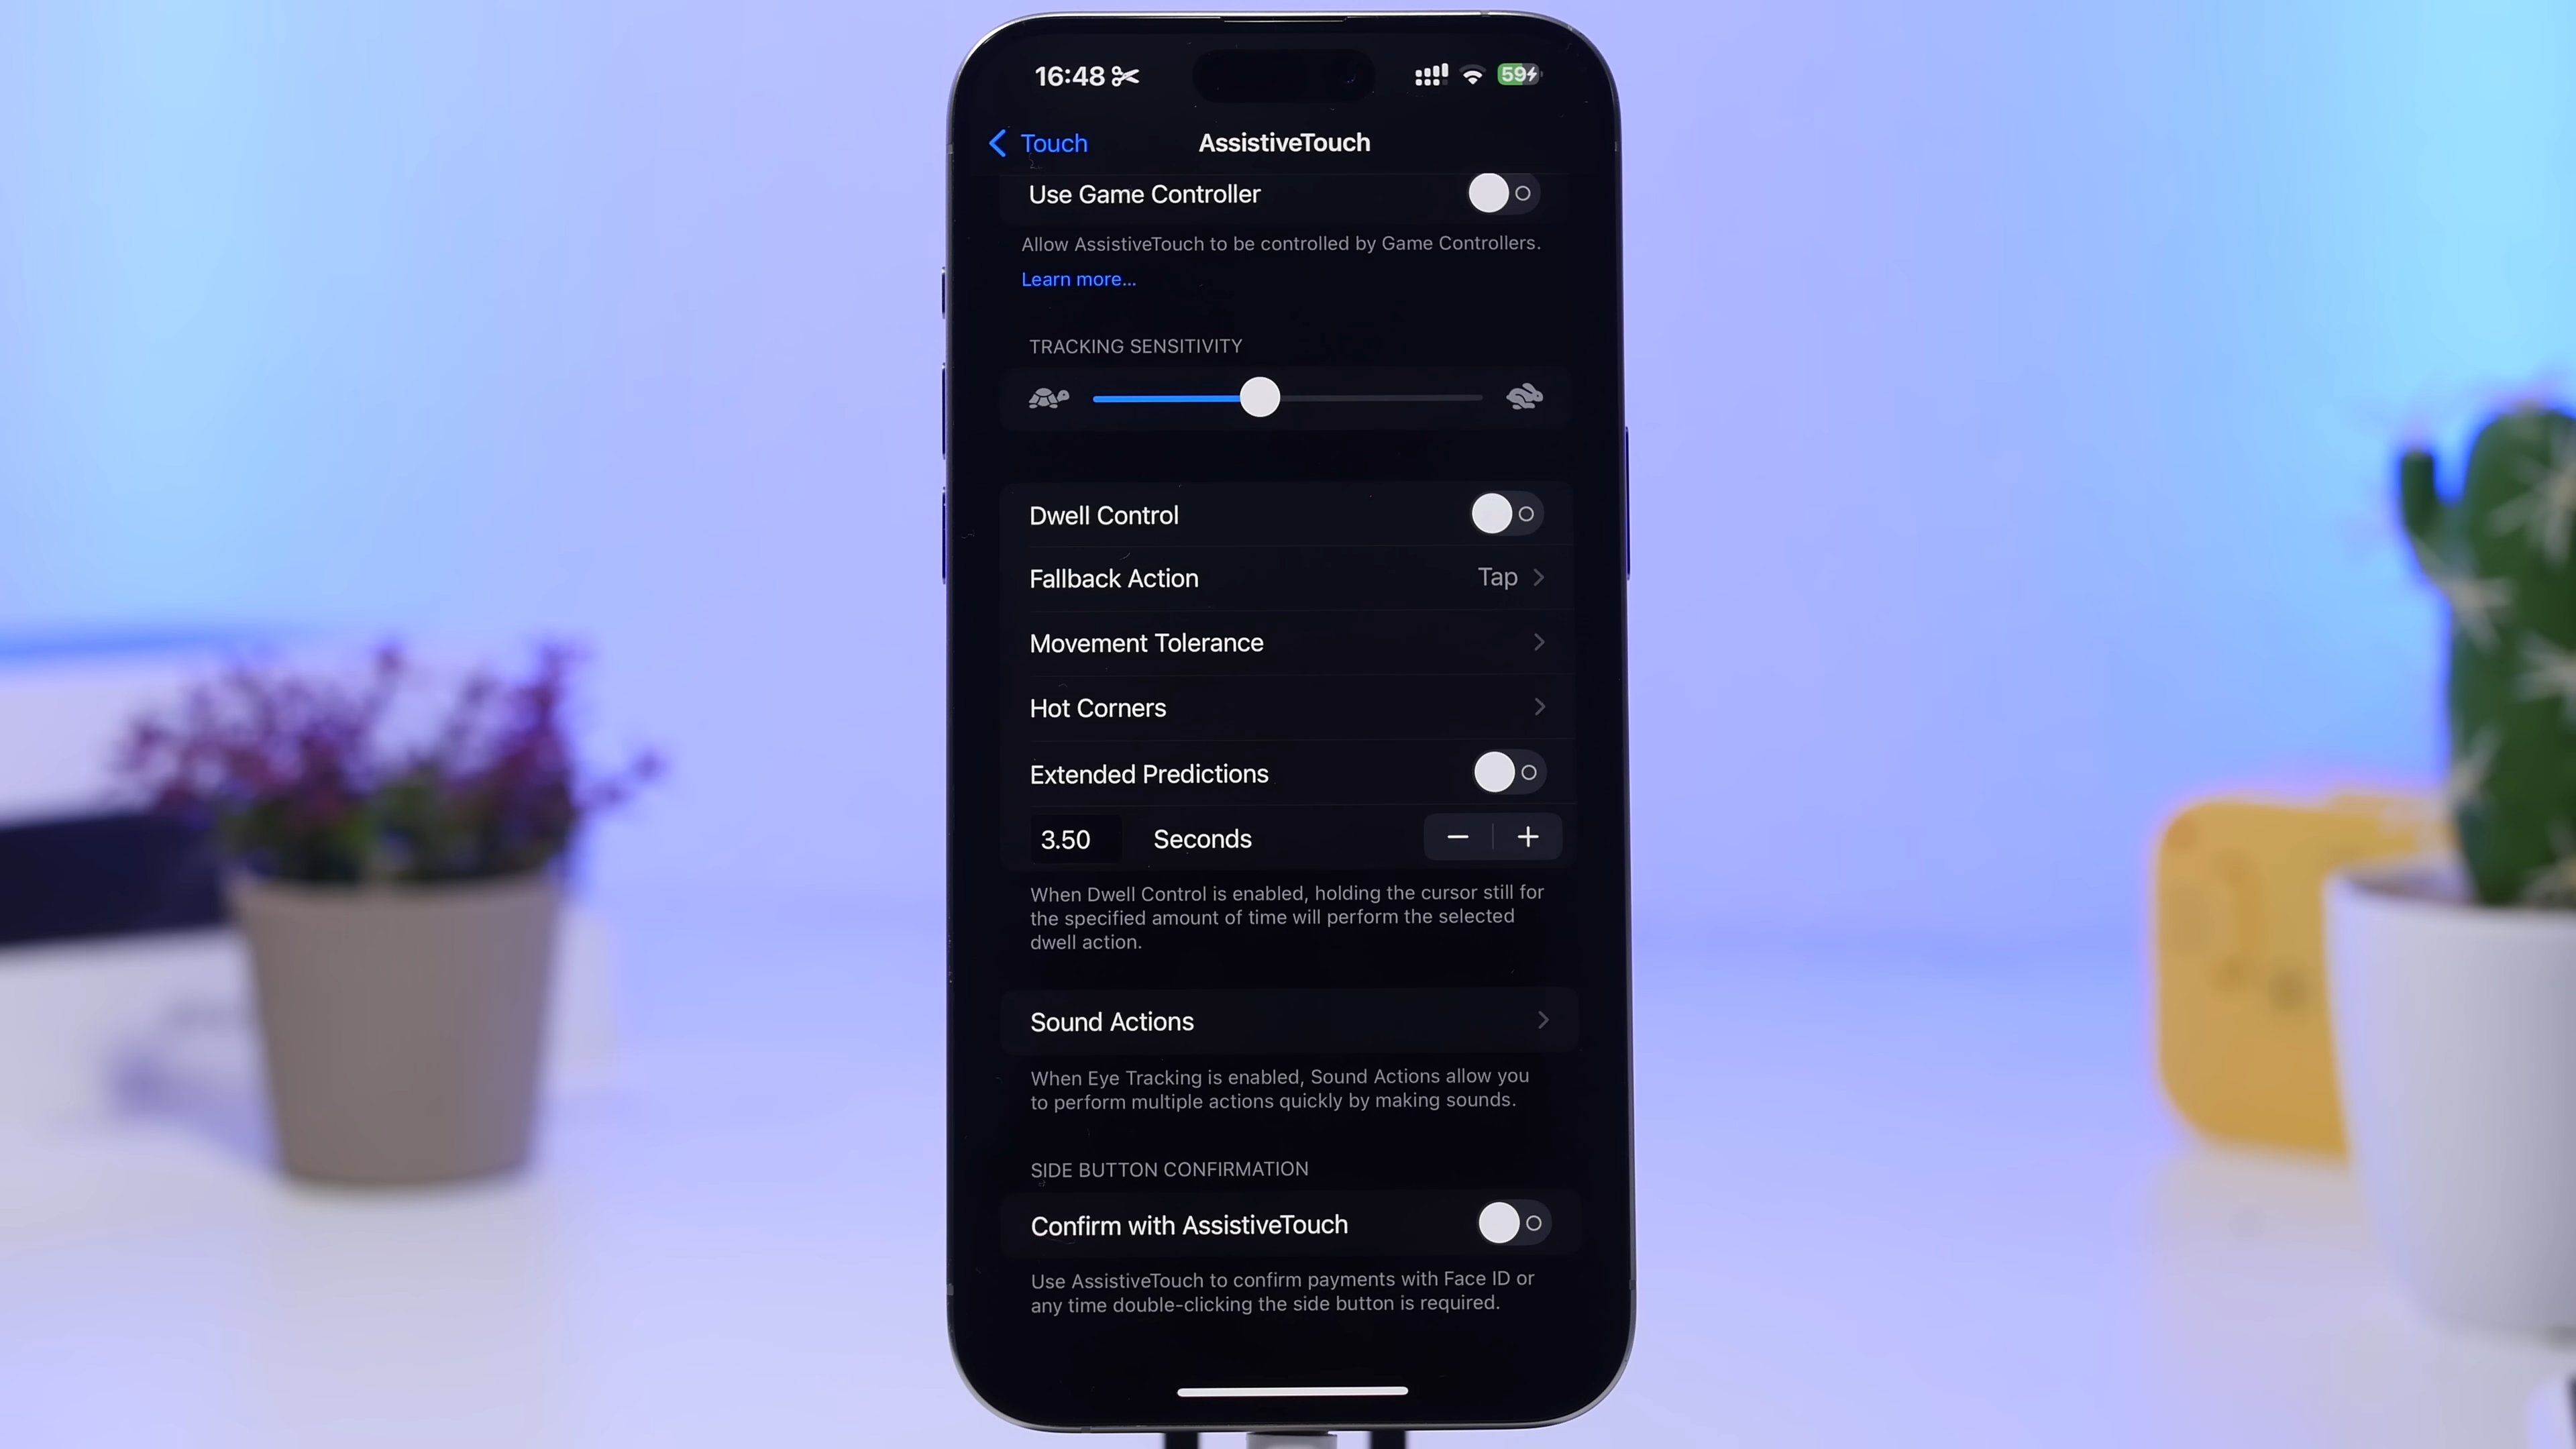 16:48
59
Touch
AssistiveTouch
Use Game Controller
Allow AssistiveTouch to be controlled by Game Controllers.
Learn more...
TRACKING SENSITIVITY
Dwell Control
Fallback Action
Tap
Movement Tolerance
Hot Corners
Extended Predictions
3.50
Seconds
When Dwell Control is enabled, holding the cursor still for
the specified amount of time will perform the selected
dwell action.
Sound Actions
When Eye Tracking is enabled, Sound Actions allow you
to perform multiple actions quickly by making sounds.
SIDE BUTTON CONFIRMATION
Confirm with AssistiveTouch
Use AssistiveTouch to confirm payments with Face ID or
any time double-clicking the side button is required.